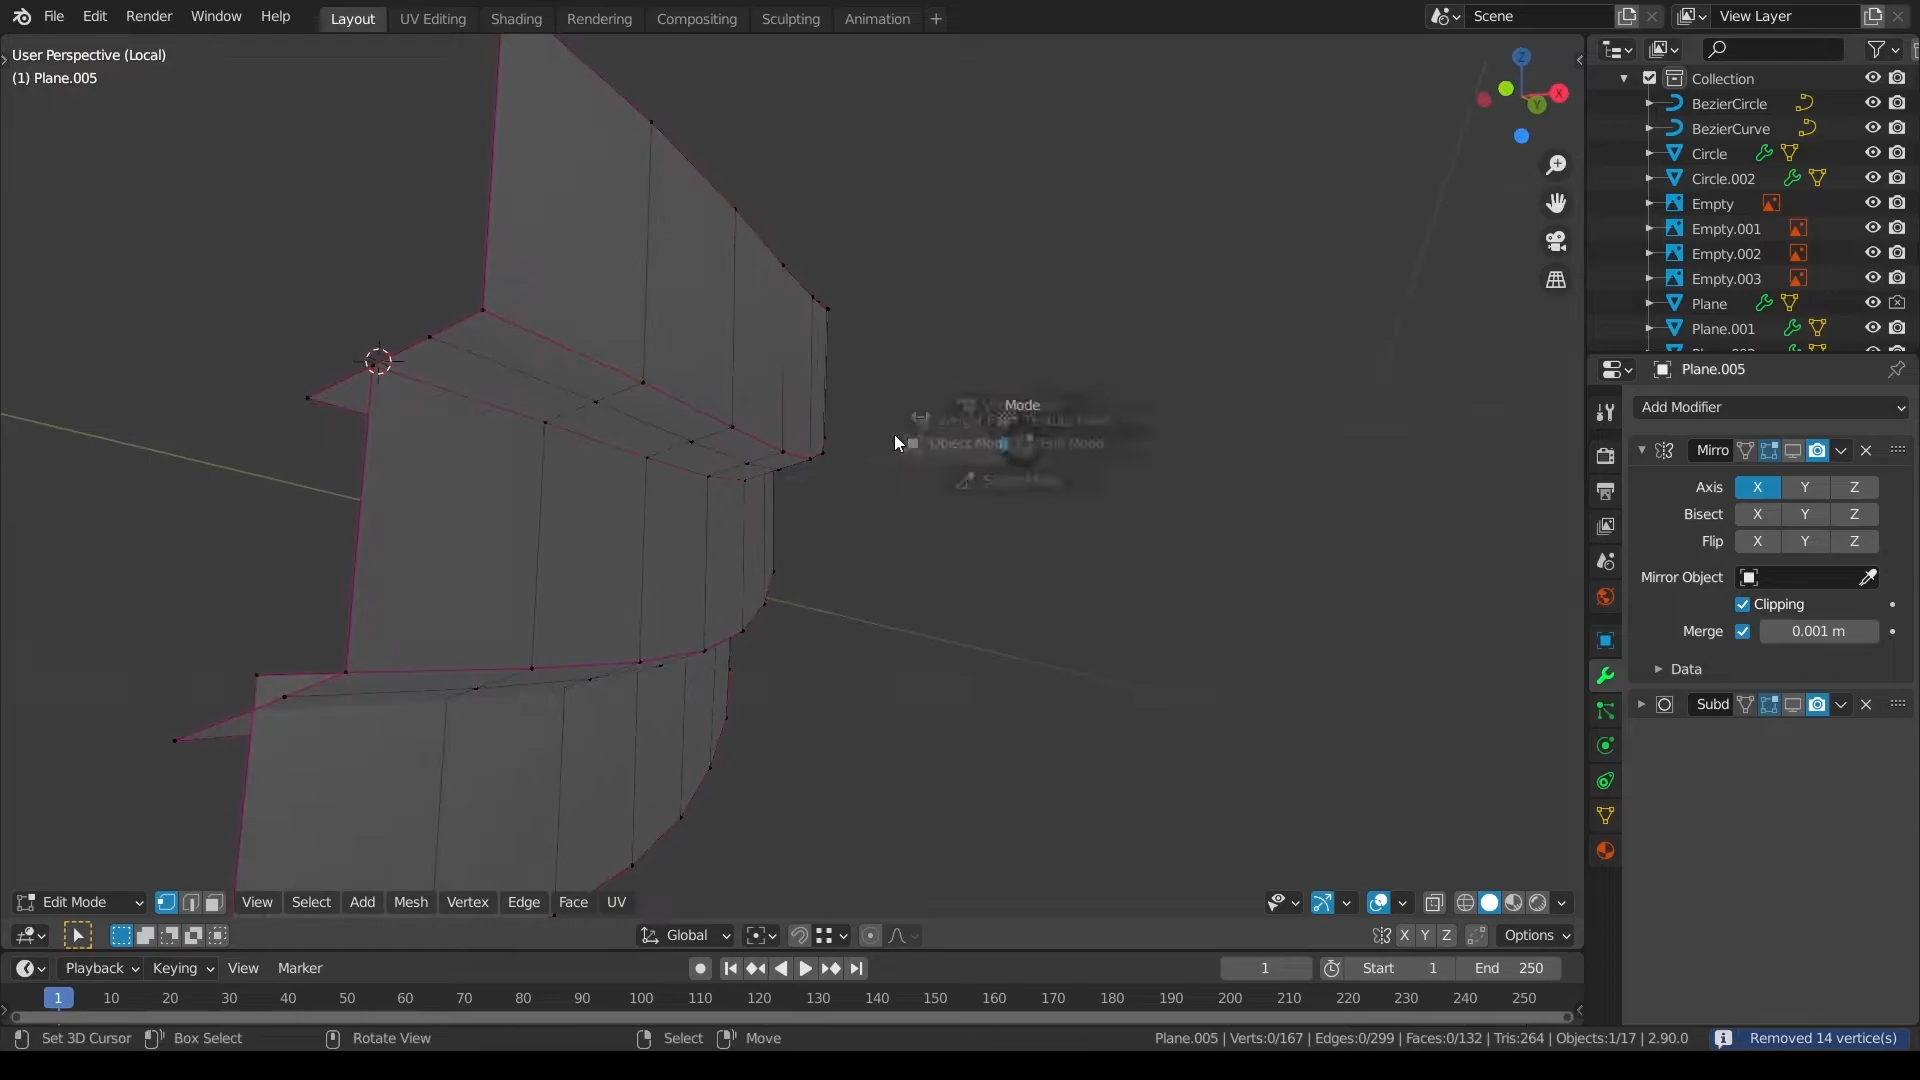 File Edit Render Window Help Layout UV Editing Shading Rendering Compositing Sculpting Animation + Scene View Layer
User Perspective (Local)
(1) Plane.005
Z
X
Y
Collection
BezierCircle
BezierCurve
Circle
Circle.002
Empty
Empty.001
Empty.002
Empty.003
Plane
Plane.001
Plane.005
Add Modifier
Mirro
Axis X Y Z
Bisect X Y Z
Flip X Y Z
Mirror Object
Clipping
Merge 0.001 m
Data
Subd
Mode
Object Mode Edit Mode
Edit Mode View Select Add Mesh Vertex Edge Face UV
Global X Y Z Options
Playback Keying View Marker 1 Start 1 End 250
1 10 20 30 40 50 60 70 80 90 100 110 120 130 140 150 160 170 180 190 200 210 220 230 240 250
Set 3D Cursor Box Select Rotate View Select Move Plane.005 | Verts:0/167 | Edges:0/299 | Faces:0/132 | Tris:264 | Objects:1/17 | 2.90.0 Removed 14 vertice(s)